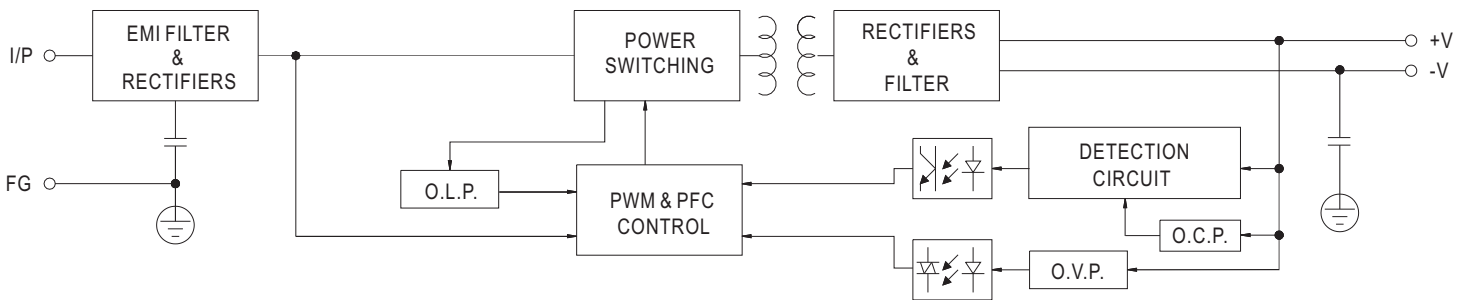 I/P
EMI FILTER
&
RECTIFIERS
POWER
SWITCHING
RECTIFIERS
&
FILTER
+V
-V
FG
O.L.P.
PWM & PFC
CONTROL
DETECTION
CIRCUIT
O.C.P.
O.V.P.